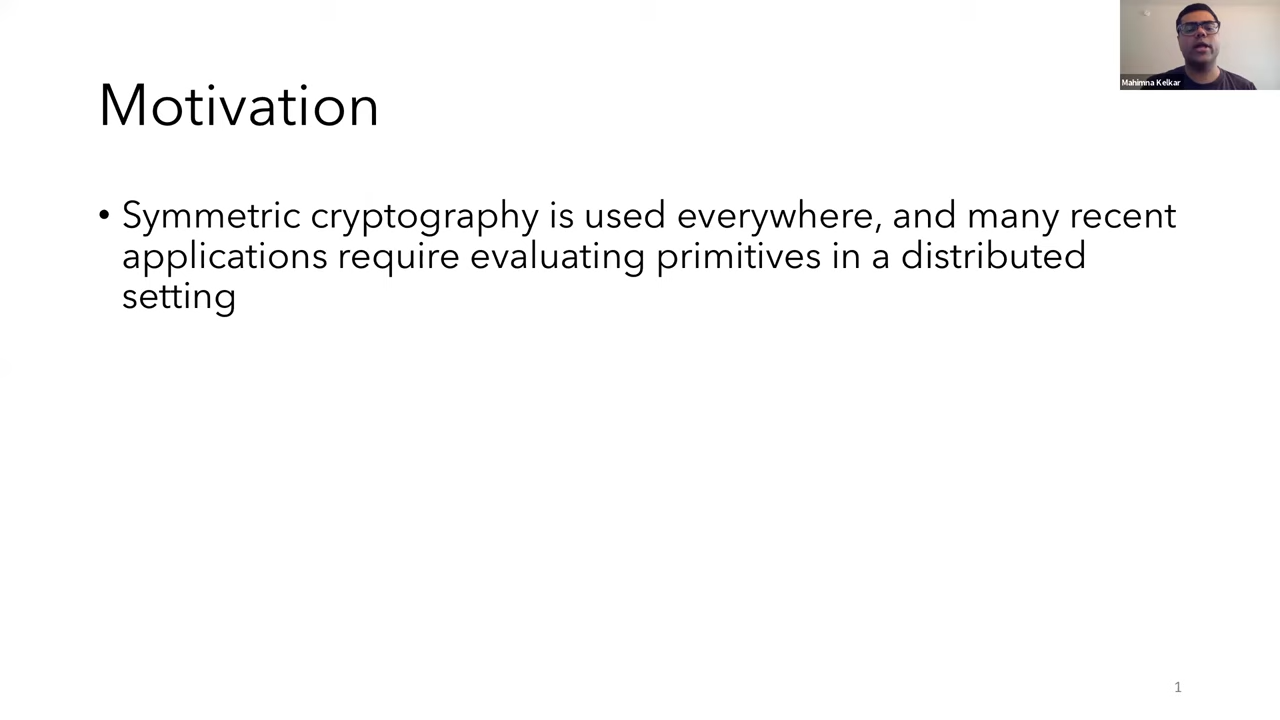 Mahimna Kelkar
Motivation
• Symmetric cryptography is used everywhere, and many recent
applications require evaluating primitives in a distributed
setting
1